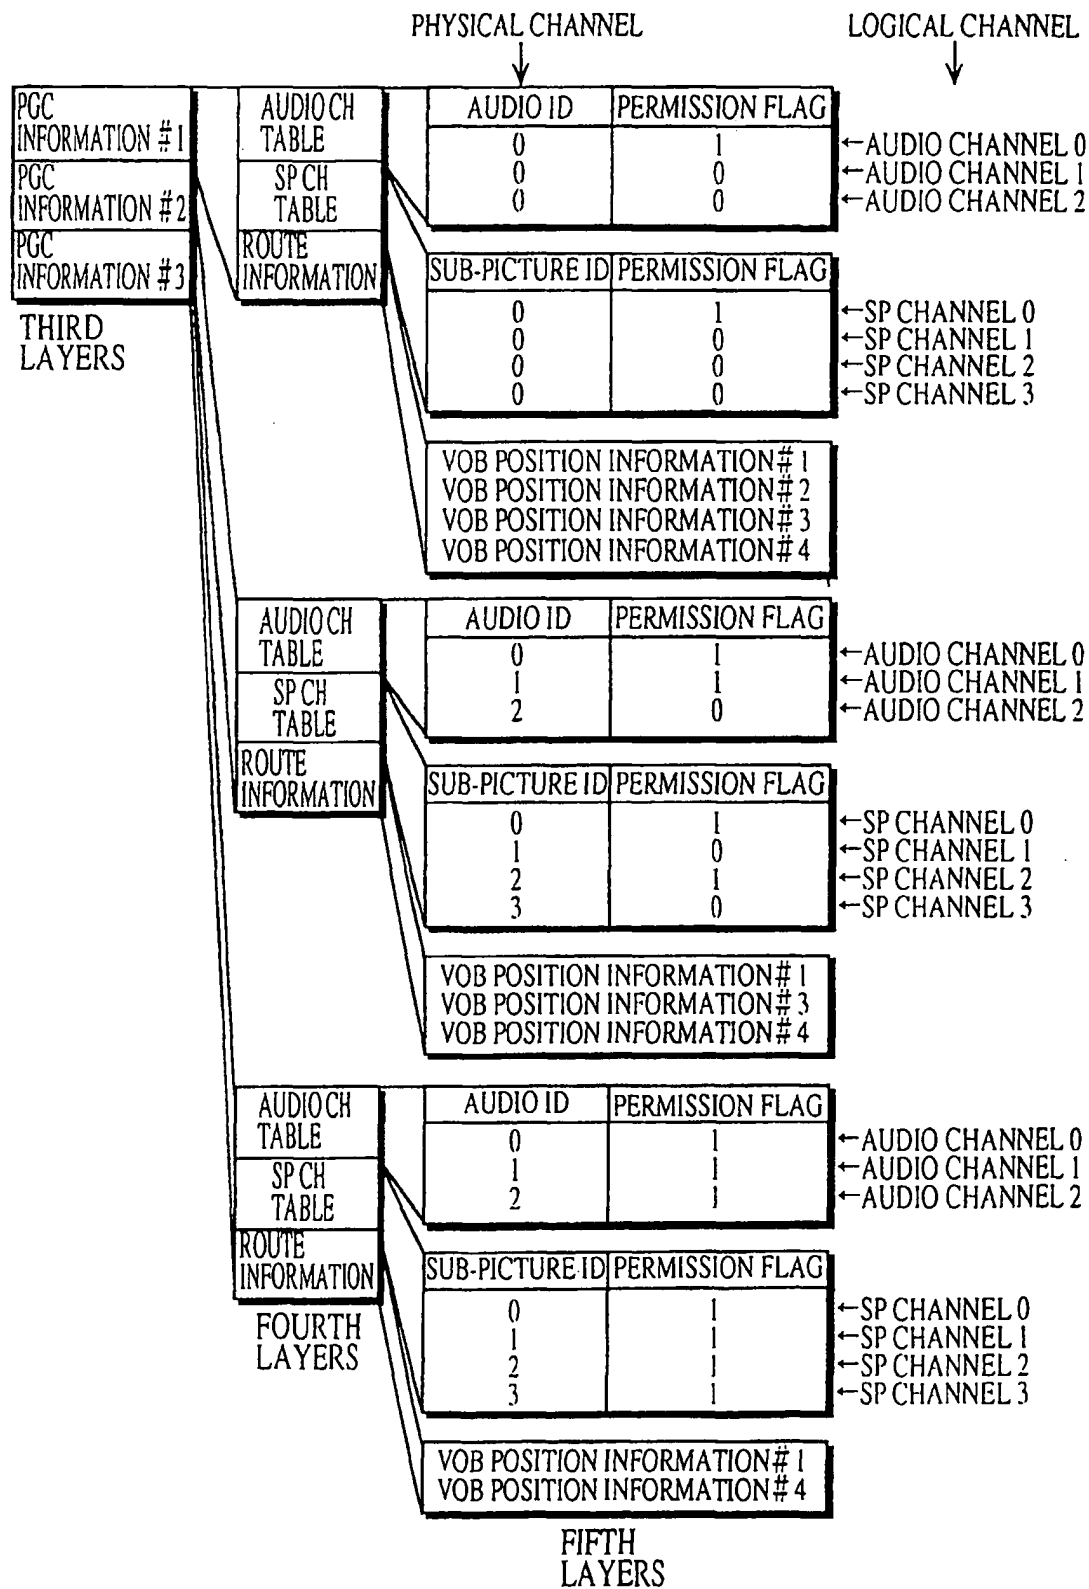 PHYSICAL CHANNEL LOGICAL CHANNEL
PGC
INFORMATION #1
PGC
INFORMATION #2
PGC
INFORMATION #3
THIRD
LAYERS
AUDIO CH
TABLE
SP CH
TABLE
ROUTE
INFORMATION
AUDIO ID PERMISSION FLAG
0 1 ←AUDIO CHANNEL 0
0 0 ←AUDIO CHANNEL 1
0 0 ←AUDIO CHANNEL 2
SUB-PICTURE ID PERMISSION FLAG
0 1 ←SP CHANNEL 0
0 0 ←SP CHANNEL 1
0 0 ←SP CHANNEL 2
0 0 ←SP CHANNEL 3
VOB POSITION INFORMATION # 1
VOB POSITION INFORMATION # 2
VOB POSITION INFORMATION # 3
VOB POSITION INFORMATION # 4
AUDIO CH
TABLE
SP CH
TABLE
ROUTE
INFORMATION
AUDIO ID PERMISSION FLAG
0 1 ←AUDIO CHANNEL 0
1 1 ←AUDIO CHANNEL 1
2 0 ←AUDIO CHANNEL 2
SUB-PICTURE ID PERMISSION FLAG
0 1 ←SP CHANNEL 0
1 0 ←SP CHANNEL 1
2 1 ←SP CHANNEL 2
3 0 ←SP CHANNEL 3
VOB POSITION INFORMATION # 1
VOB POSITION INFORMATION # 3
VOB POSITION INFORMATION # 4
AUDIO CH
TABLE
SP CH
TABLE
ROUTE
INFORMATION
FOURTH
LAYERS
AUDIO ID PERMISSION FLAG
0 1 ←AUDIO CHANNEL 0
1 1 ←AUDIO CHANNEL 1
2 1 ←AUDIO CHANNEL 2
SUB-PICTURE ID PERMISSION FLAG
0 1 ←SP CHANNEL 0
1 1 ←SP CHANNEL 1
2 1 ←SP CHANNEL 2
3 1 ←SP CHANNEL 3
VOB POSITION INFORMATION # 1
VOB POSITION INFORMATION # 4
FIFTH
LAYERS